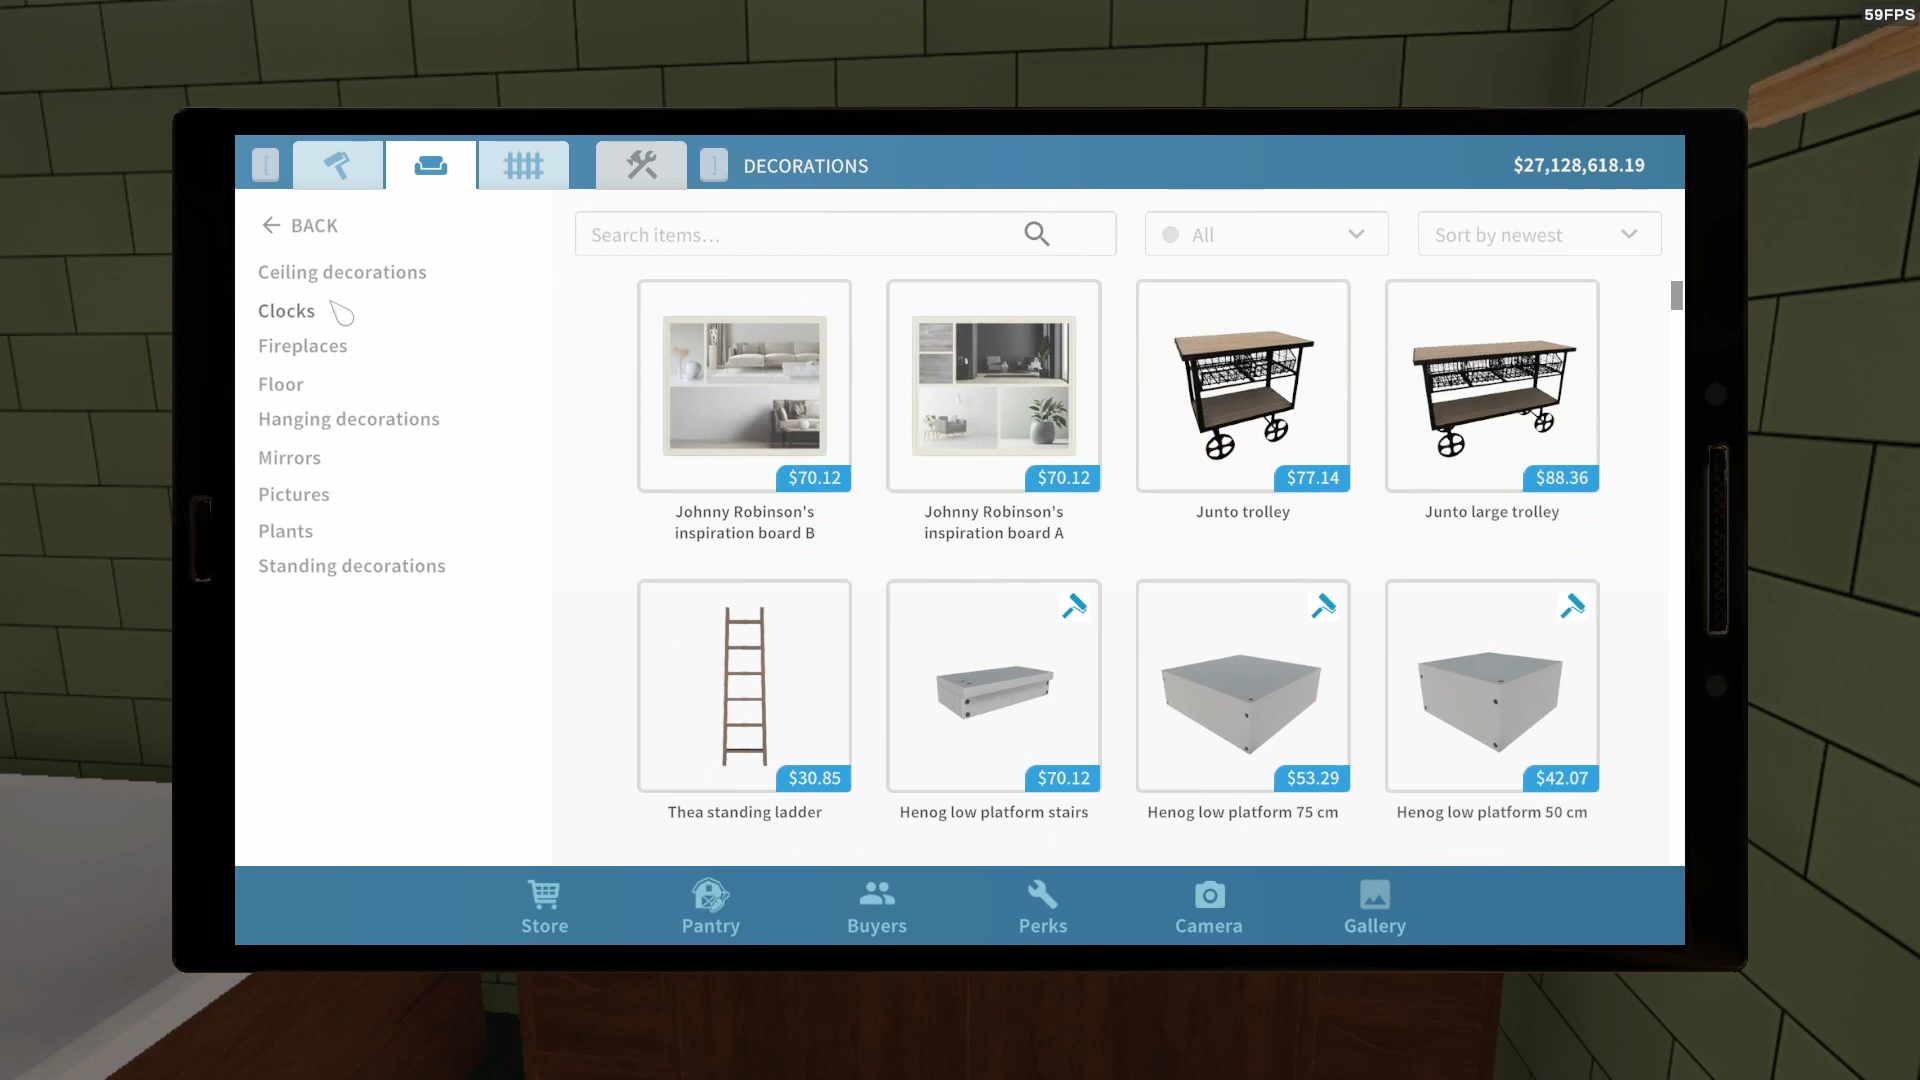 59FPS
[
]
DECORATIONS
$27,128,618.19
BACK
Ceiling decorations
Clocks
Fireplaces
Floor
Hanging decorations
Mirrors
Pictures
Plants
Standing decorations
Search items...
All
Sort by newest
$70.12
$70.12
$77.14
$88.36
Johnny Robinson's
inspiration board B
Johnny Robinson's
inspiration board A
Junto trolley
Junto large trolley
$30.85
$70.12
$53.29
$42.07
Thea standing ladder
Henog low platform stairs
Henog low platform 75 cm
Henog low platform 50 cm
Store
Pantry
Buyers
Perks
Camera
Gallery